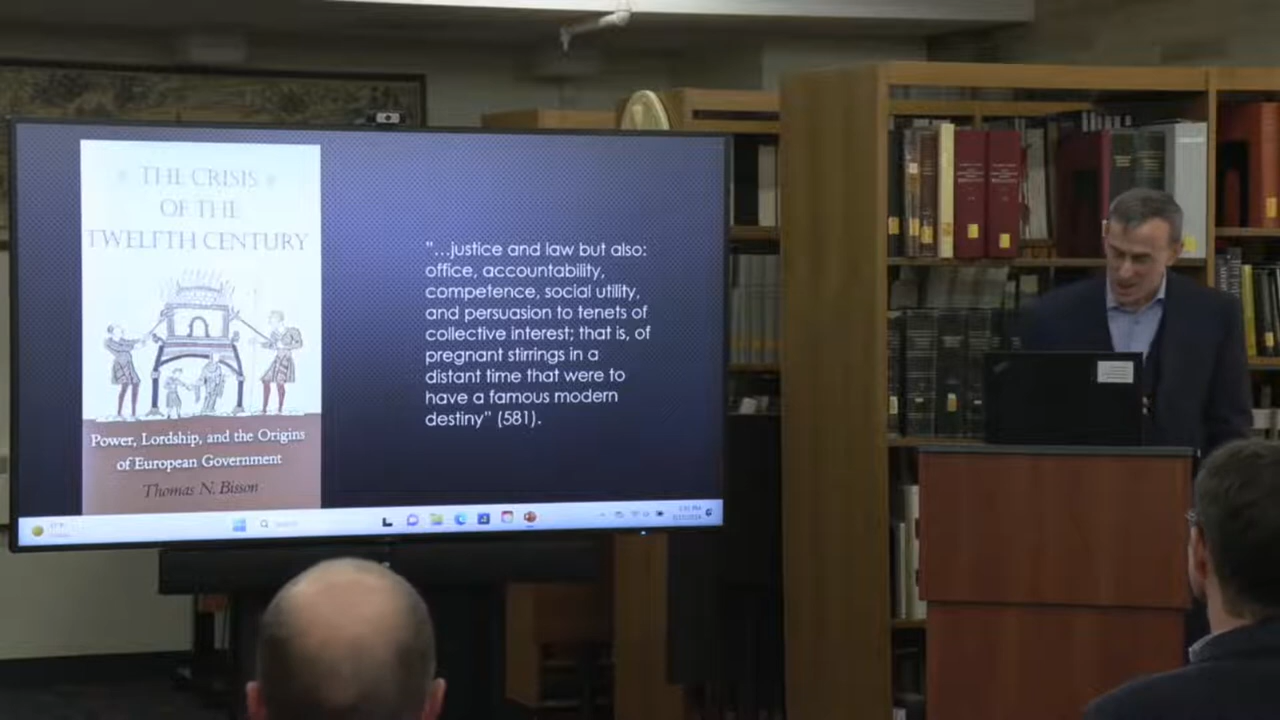 THE CRISIS
OF THE
TWELFTH CENTURY
Power, Lordship, and the Origins
of European Government
Thomas N. Bisson
"...justice and law but also:
office, accountability,
competence, social utility,
and persuasion to tenets of
collective interest; that is, of
pregnant stirrings in a
distant time that were to
have a famous modern
destiny" (581).
Search